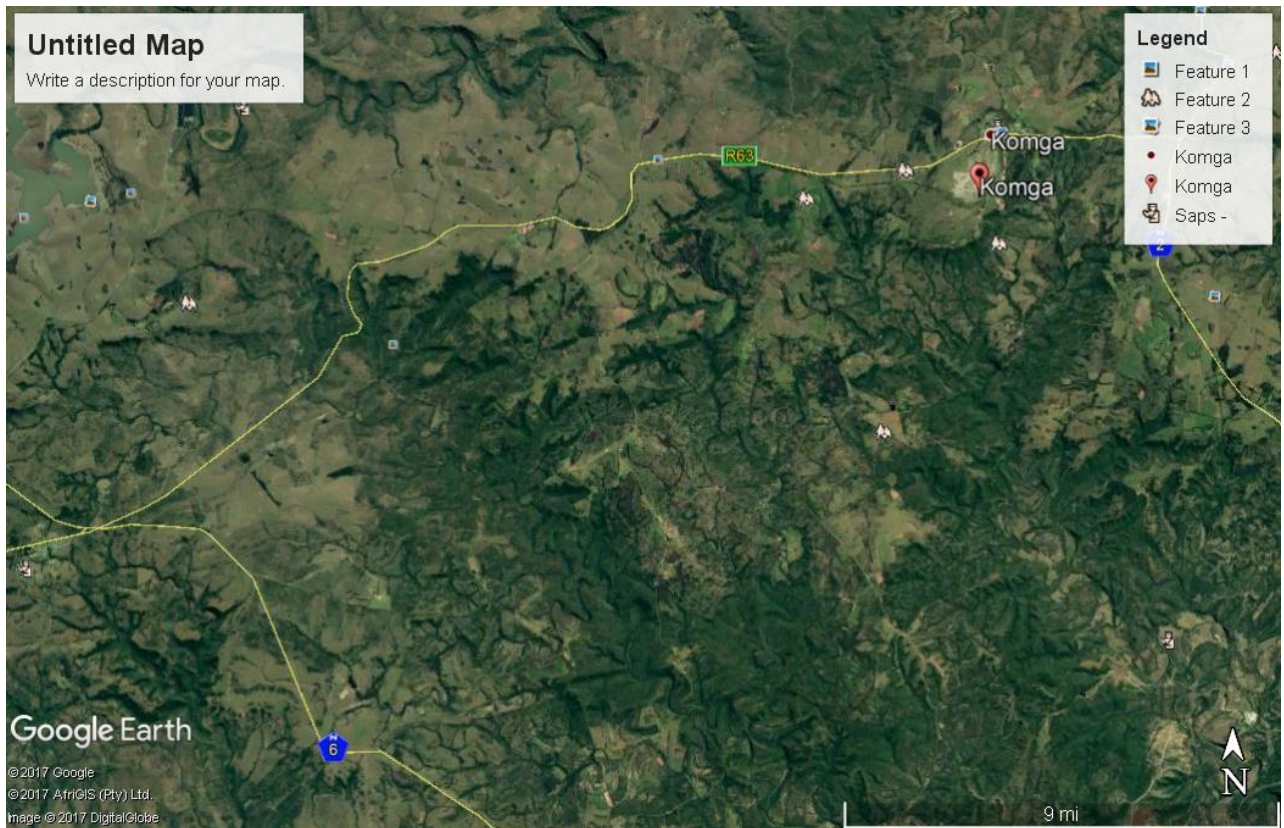 Untitled Map
Write a description for your map.
Legend
Feature 1
Feature 2
Feature 3
Komga
Komga
Saps -
R63
Komga
Komga
2
6
Google Earth
©2017 Google
©2017 AfriGIS (Pty) Ltd.
Image © 2017 DigitalGlobe
N
9 mi